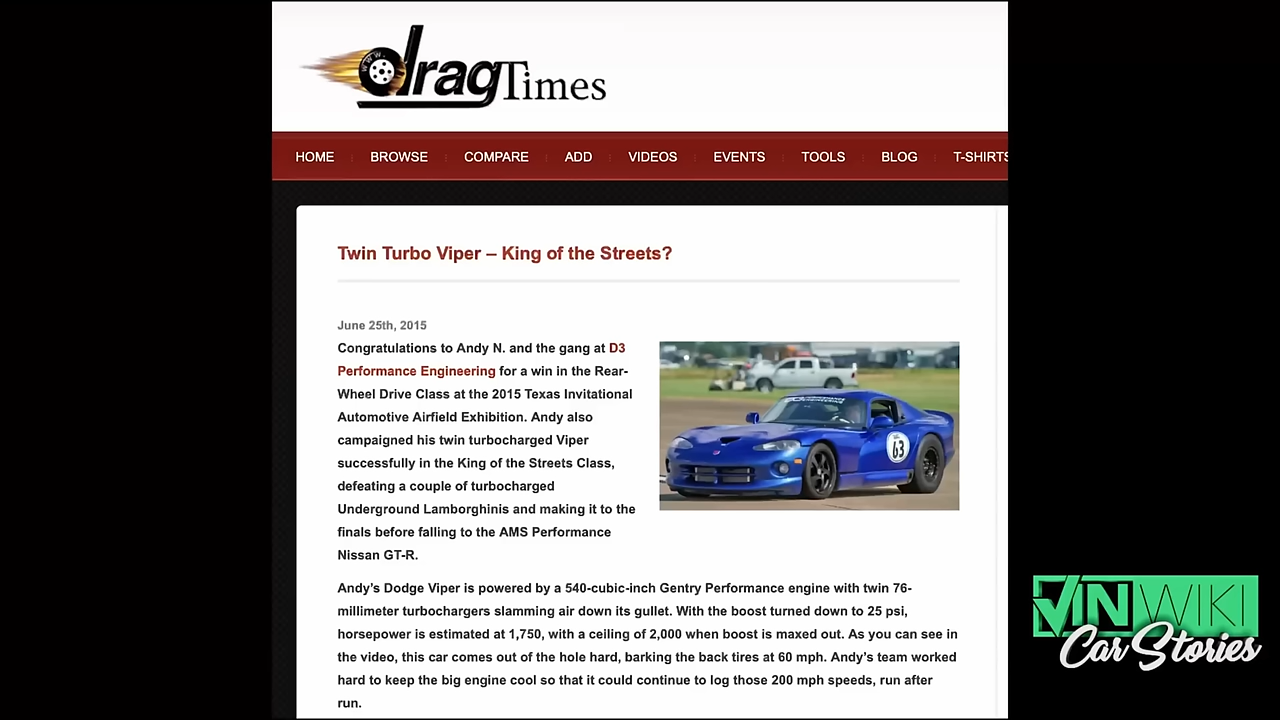 www.
dragTimes
HOME BROWSE COMPARE ADD VIDEOS EVENTS TOOLS BLOG T-SHIRTS
Twin Turbo Viper – King of the Streets?
June 25th, 2015
Congratulations to Andy N. and the gang at D3
Performance Engineering for a win in the Rear-
Wheel Drive Class at the 2015 Texas Invitational
Automotive Airfield Exhibition. Andy also
campaigned his twin turbocharged Viper
successfully in the King of the Streets Class,
defeating a couple of turbocharged
Underground Lamborghinis and making it to the
finals before falling to the AMS Performance
Nissan GT-R.
63
Andy’s Dodge Viper is powered by a 540-cubic-inch Gentry Performance engine with twin 76-
millimeter turbochargers slamming air down its gullet. With the boost turned down to 25 psi,
horsepower is estimated at 1,750, with a ceiling of 2,000 when boost is maxed out. As you can see in
the video, this car comes out of the hole hard, barking the back tires at 60 mph. Andy’s team worked
hard to keep the big engine cool so that it could continue to log those 200 mph speeds, run after
run.
VINWIKI
Car Stories